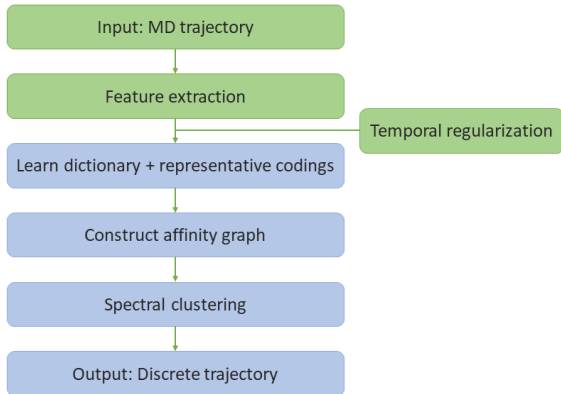 Input: MD trajectory
Feature extraction
Temporal regularization
Learn dictionary + representative codings
Construct affinity graph
Spectral clustering
Output: Discrete trajectory